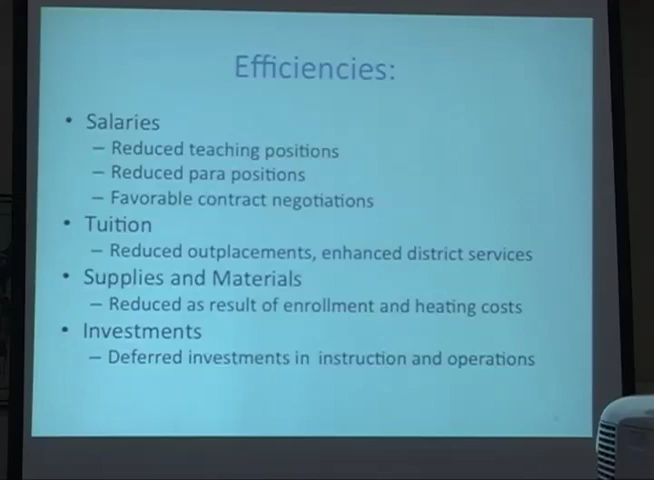 Efficiencies:
• Salaries
– Reduced teaching positions
– Reduced para positions
– Favorable contract negotiations
• Tuition
– Reduced outplacements, enhanced district services
• Supplies and Materials
– Reduced as result of enrollment and heating costs
• Investments
– Deferred investments in instruction and operations